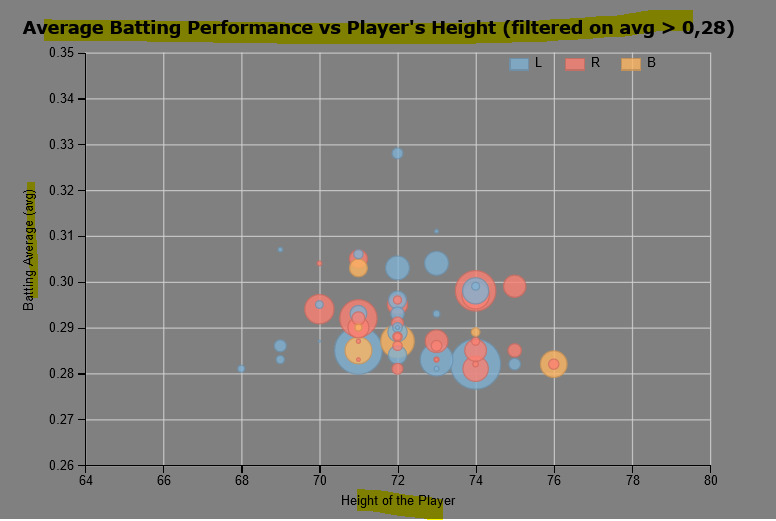 Average Batting Performance vs Player's Height (filtered on avg > 0,28)
L R B
Batting Average (avg)
0.35
0.34
0.33
0.32
0.31
0.30
0.29
0.28
0.27
0.26
64 66 68 70 72 74 76 78 80
Height of the Player